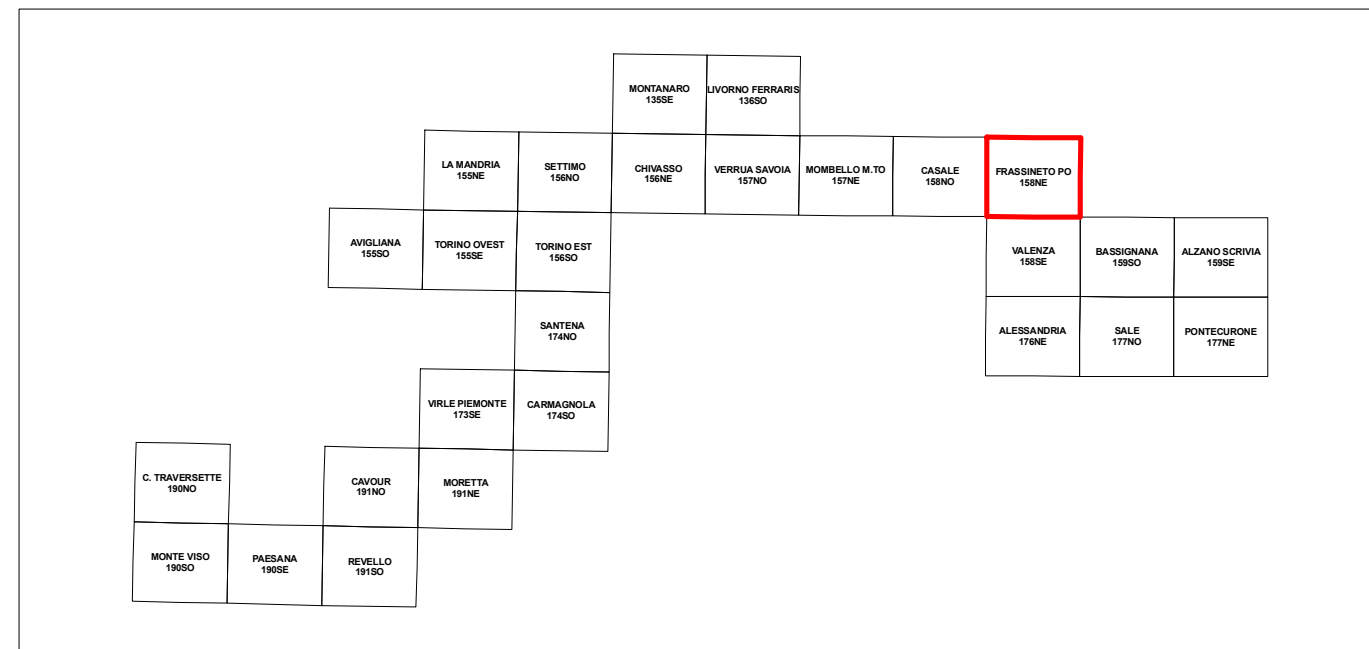 MONTANARO
135SE
LIVORNO FERRARIS
136SO
LA MANDRIA
155NE
SETTIMO
156NO
CHIVASSO
156NE
VERRUA SAVOIA
157NO
MOMBELLO M.TO
157NE
CASALE
158NO
FRASSINETO PO
158NE
AVIGLIANA
155SO
TORINO OVEST
155SE
TORINO EST
156SO
VALENZA
158SE
BASSIGNANA
159SO
ALZANO SCRIVIA
159SE
SANTENA
174NO
ALESSANDRIA
176NE
SALE
177NO
PONTECURONE
177NE
VIRLE PIEMONTE
173SE
CARMAGNOLA
174SO
C. TRAVERSETTE
190NO
CAVOUR
191NO
MORETTA
191NE
MONTE VISO
190SO
PAESANA
190SE
REVELLO
191SO